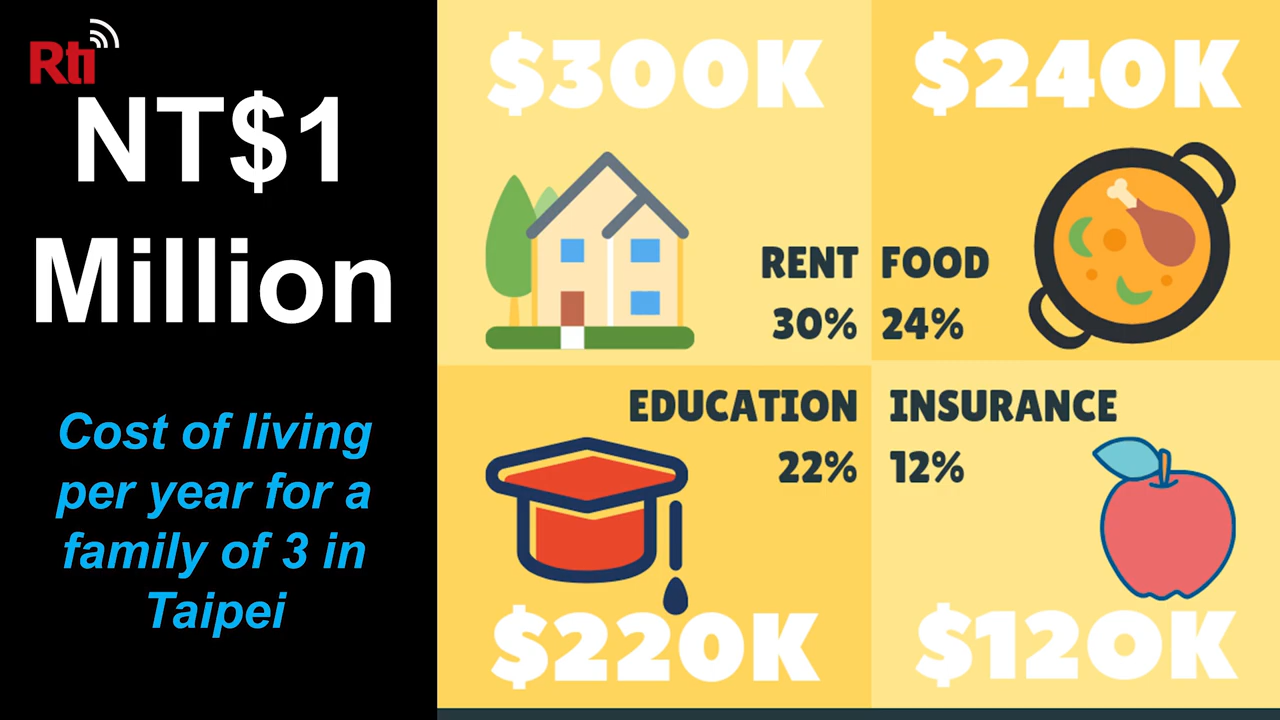 Rti
NT$1
Million
Cost of living
per year for a
family of 3 in
Taipei
$300K
RENT
30%
$240K
FOOD
24%
EDUCATION
22%
$220K
INSURANCE
12%
$120K